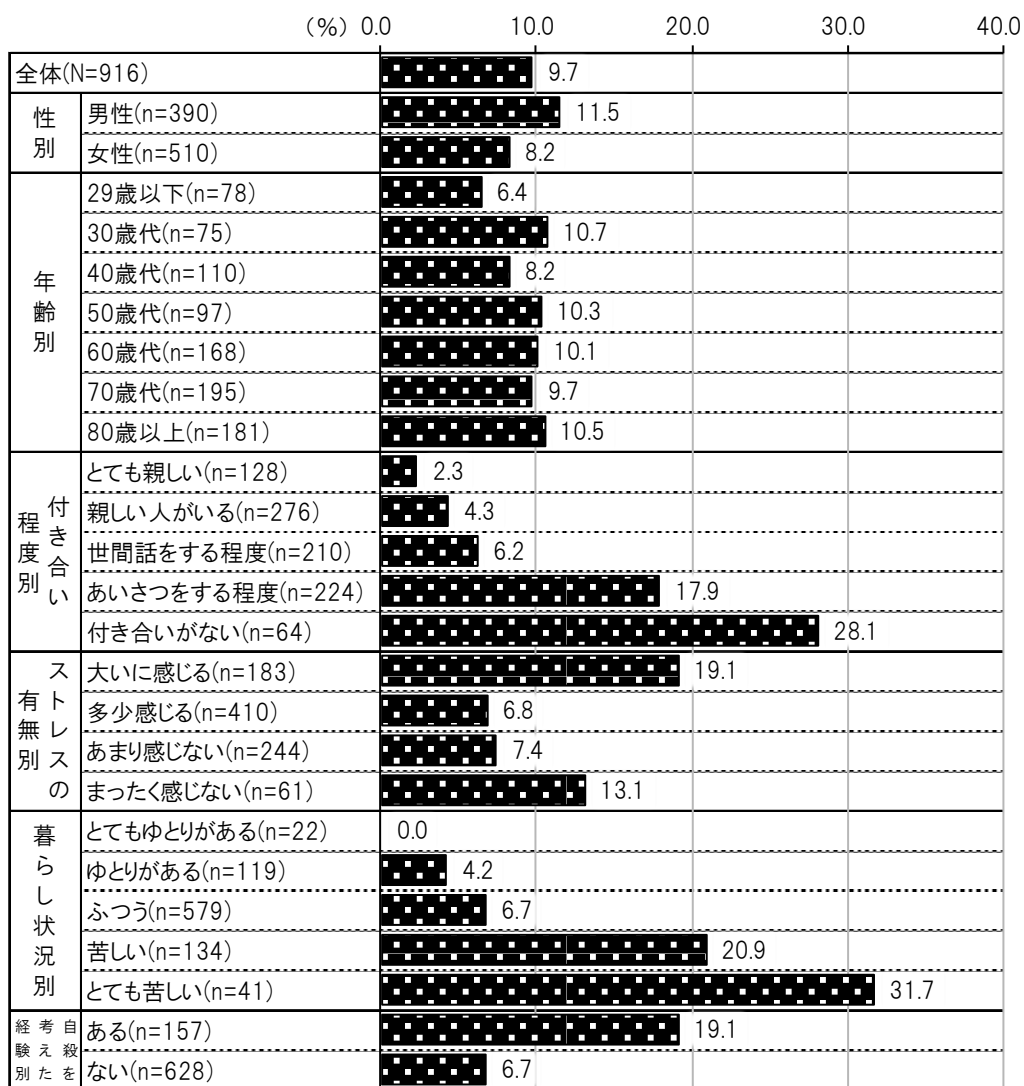 (%) 0.0 10.0 20.0 30.0 40.0
全体(N=916) 9.7
性別
男性(n=390) 11.5
女性(n=510) 8.2
年齢別
29歳以下(n=78) 6.4
30歳代(n=75) 10.7
40歳代(n=110) 8.2
50歳代(n=97) 10.3
60歳代(n=168) 10.1
70歳代(n=195) 9.7
80歳以上(n=181) 10.5
付き合い
程度別
とても親しい(n=128) 2.3
親しい人がいる(n=276) 4.3
世間話をする程度(n=210) 6.2
あいさつをする程度(n=224) 17.9
付き合いがない(n=64) 28.1
ストレスの
有無別
大いに感じる(n=183) 19.1
多少感じる(n=410) 6.8
あまり感じない(n=244) 7.4
まったく感じない(n=61) 13.1
暮らし状況別
とてもゆとりがある(n=22) 0.0
ゆとりがある(n=119) 4.2
ふつう(n=579) 6.7
苦しい(n=134) 20.9
とても苦しい(n=41) 31.7
自殺を
考えた
経験別
ある(n=157) 19.1
ない(n=628) 6.7